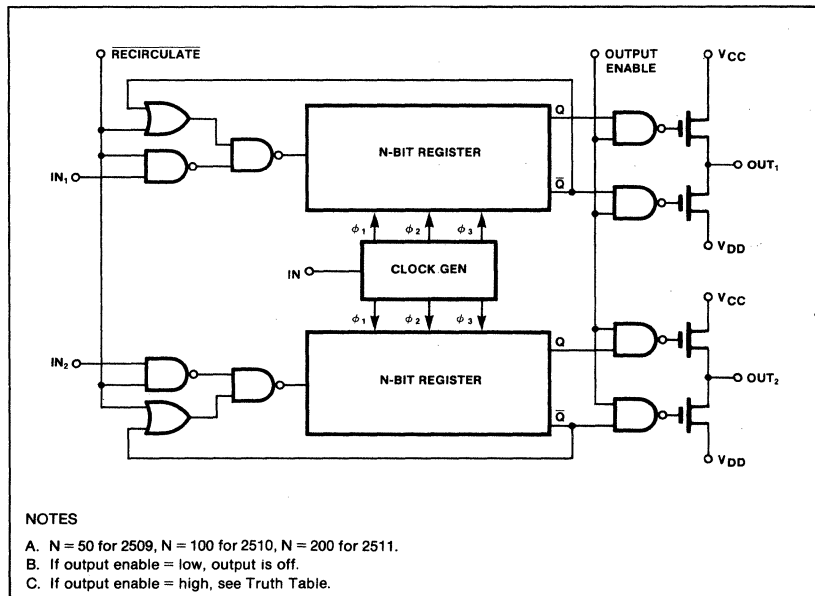 RECIRCULATE
OUTPUT
ENABLE
VCC
Q
N-BIT REGISTER
IN1
OUT1
Q̅
ϕ1 ϕ2 ϕ3
VDD
IN
CLOCK GEN
VCC
ϕ1 ϕ2 ϕ3
IN2
Q
N-BIT REGISTER
OUT2
Q̅
VDD
NOTES
A. N = 50 for 2509, N = 100 for 2510, N = 200 for 2511.
B. If output enable = low, output is off.
C. If output enable = high, see Truth Table.